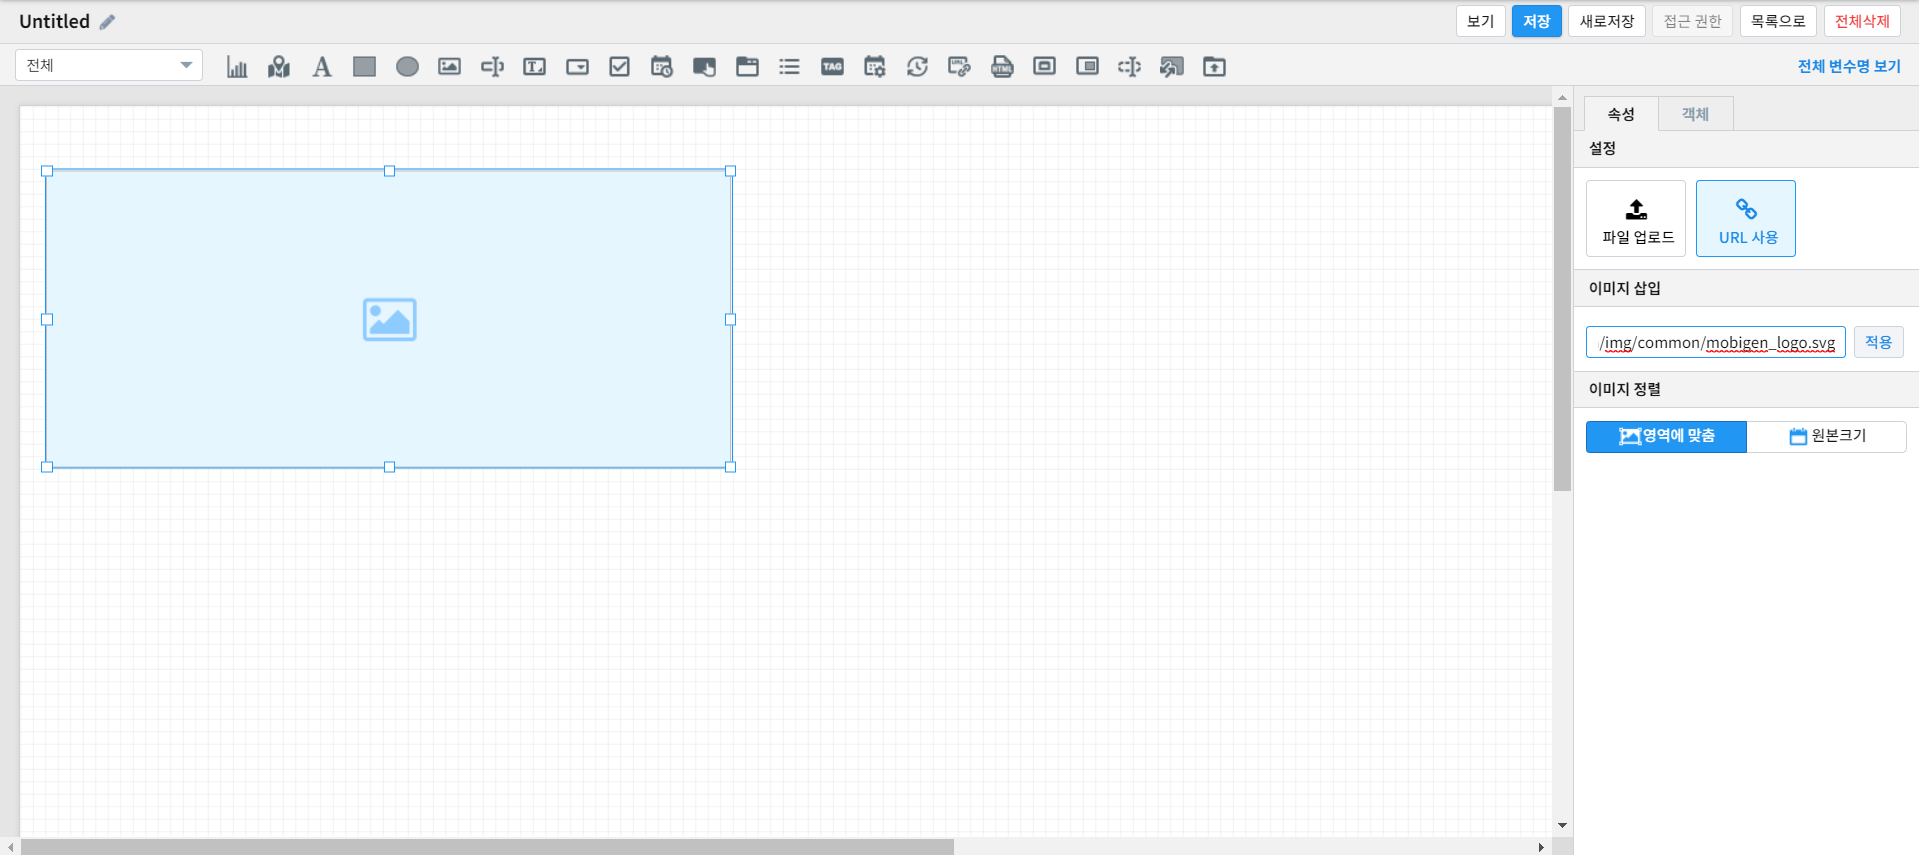 Untitled
보기
저장
새로저장
접근 권한
목록으로
전체삭제
전체
A
T
TAG
URL
HTML
전체 변수명 보기
속성
객체
설정
파일 업로드
URL 사용
이미지 삽입
/img/common/mobigen_logo.svg
적용
이미지 정렬
영역에 맞춤
원본크기